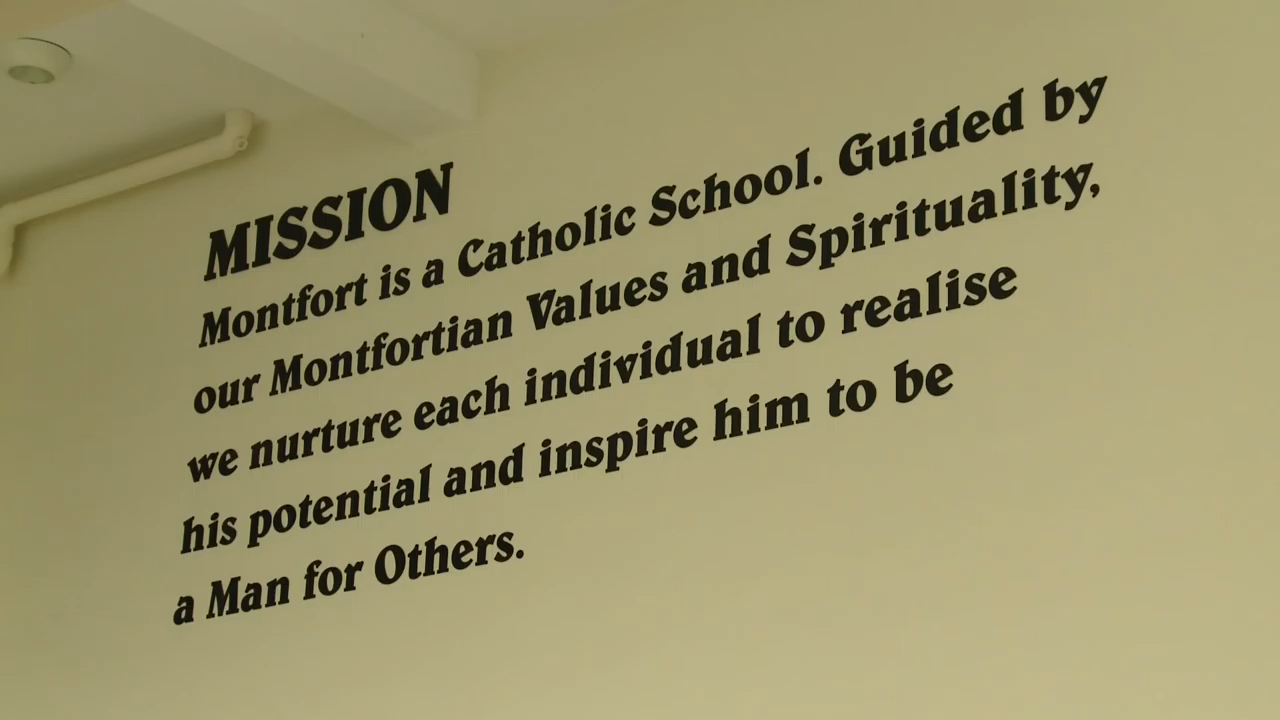 MISSION
Montfort is a Catholic School. Guided by
our Montfortian Values and Spirituality,
we nurture each individual to realise
his potential and inspire him to be
a Man for Others.